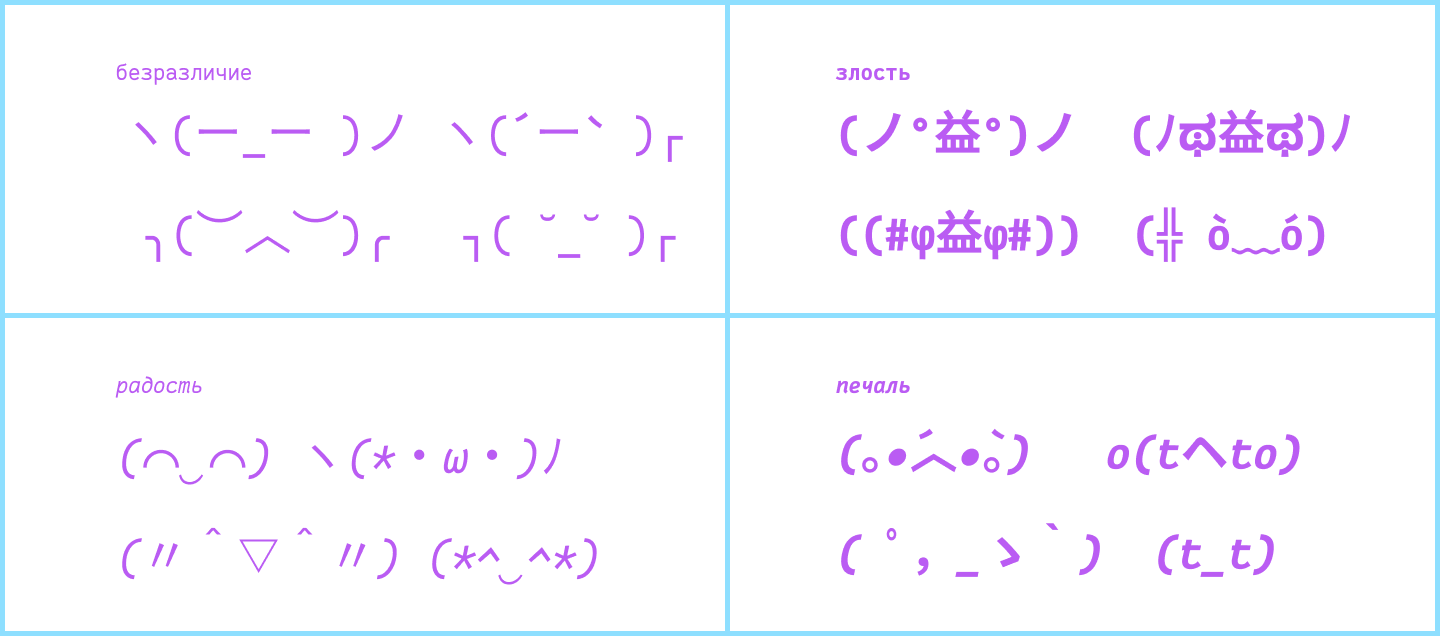 безразличие
ヽ(ー_ー )ノ ヽ(´ー` )┌
╮(︶︿︶)╭ ┐( ˘_˘ )┌
злость
(ノ°益°)ノ (ﾉಥ益ಥ)ﾉ
((#φ益φ#)) (╬ ò﹏ó)
радость
(◠‿◠) ヽ(*・ω・)ﾉ
(〃＾▽＾〃) (*^‿^*)
печаль
(｡•́︿•̀｡) o(tヘto)
( ﾟ，_ゝ｀) (t_t)